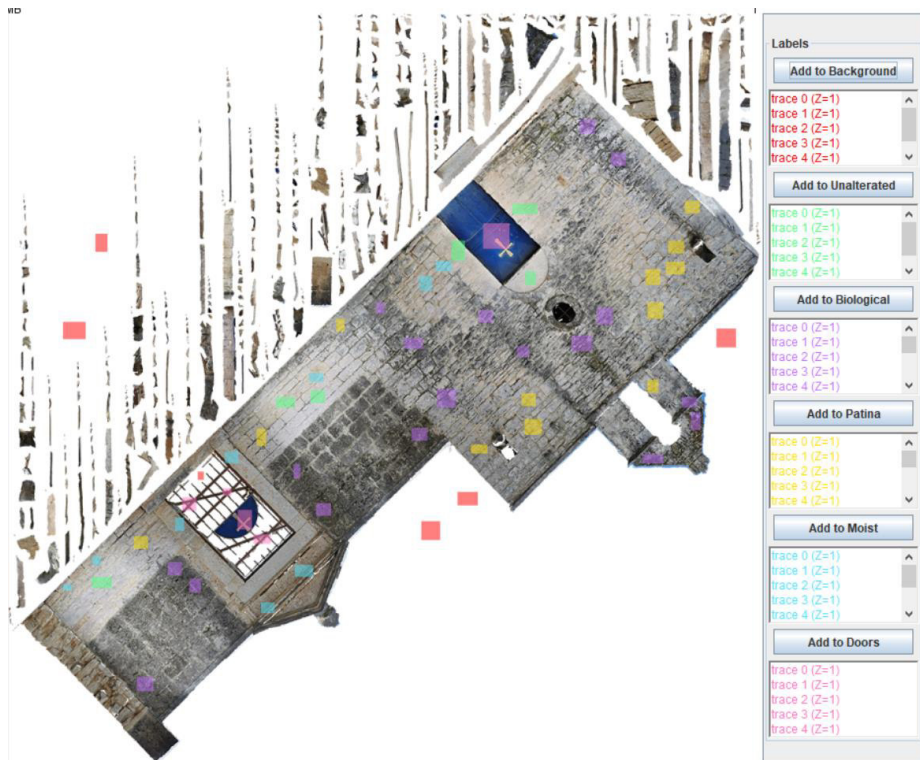 Labels
Add to Background
trace 0 (Z=1)
trace 1 (Z=1)
trace 2 (Z=1)
trace 3 (Z=1)
trace 4 (Z=1)
Add to Unalterated
trace 0 (Z=1)
trace 1 (Z=1)
trace 2 (Z=1)
trace 3 (Z=1)
trace 4 (Z=1)
Add to Biological
trace 0 (Z=1)
trace 1 (Z=1)
trace 2 (Z=1)
trace 3 (Z=1)
trace 4 (Z=1)
Add to Patina
trace 0 (Z=1)
trace 1 (Z=1)
trace 2 (Z=1)
trace 3 (Z=1)
trace 4 (Z=1)
Add to Moist
trace 0 (Z=1)
trace 1 (Z=1)
trace 2 (Z=1)
trace 3 (Z=1)
trace 4 (Z=1)
Add to Doors
trace 0 (Z=1)
trace 1 (Z=1)
trace 2 (Z=1)
trace 3 (Z=1)
trace 4 (Z=1)